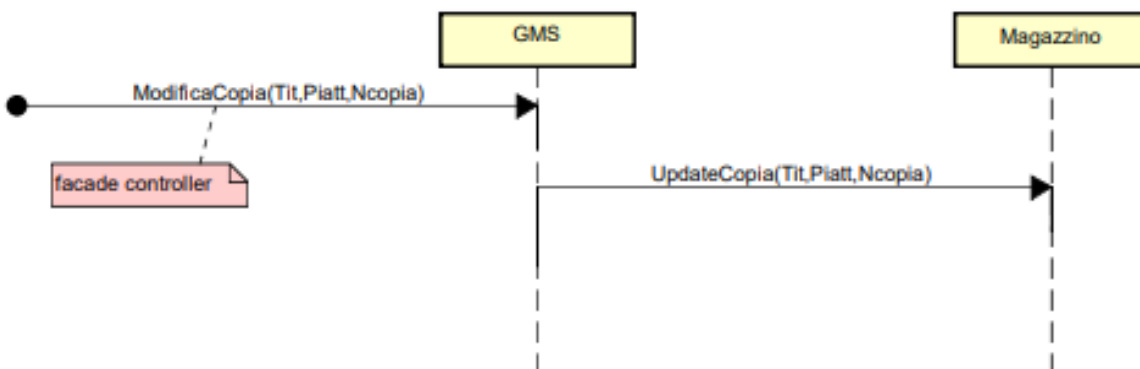 GMS
Magazzino
ModificaCopia(Tit,Piatt,Ncopia)
facade controller
UpdateCopia(Tit,Piatt,Ncopia)